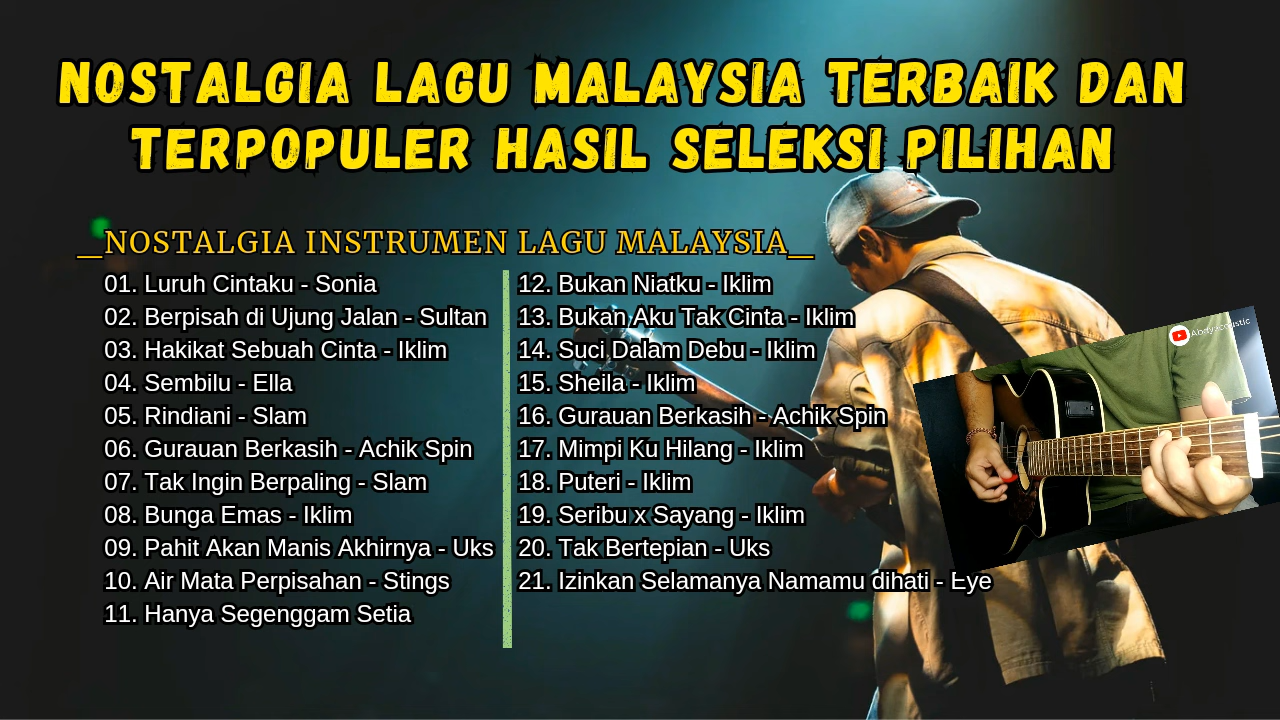 NOSTALGIA LAGU MALAYSIA TERBAIK DAN
TERPOPULER HASIL SELEKSI PILIHAN
_NOSTALGIA INSTRUMEN LAGU MALAYSIA_
01. Luruh Cintaku - Sonia
02. Berpisah di Ujung Jalan - Sultan
03. Hakikat Sebuah Cinta - Iklim
04. Sembilu - Ella
05. Rindiani - Slam
06. Gurauan Berkasih - Achik Spin
07. Tak Ingin Berpaling - Slam
08. Bunga Emas - Iklim
09. Pahit Akan Manis Akhirnya - Uks
10. Air Mata Perpisahan - Stings
11. Hanya Segenggam Setia
12. Bukan Niatku - Iklim
13. Bukan Aku Tak Cinta - Iklim
14. Suci Dalam Debu - Iklim
15. Sheila - Iklim
16. Gurauan Berkasih - Achik Spin
17. Mimpi Ku Hilang - Iklim
18. Puteri - Iklim
19. Seribu x Sayang - Iklim
20. Tak Bertepian - Uks
21. Izinkan Selamanya Namamu dihati - Eye